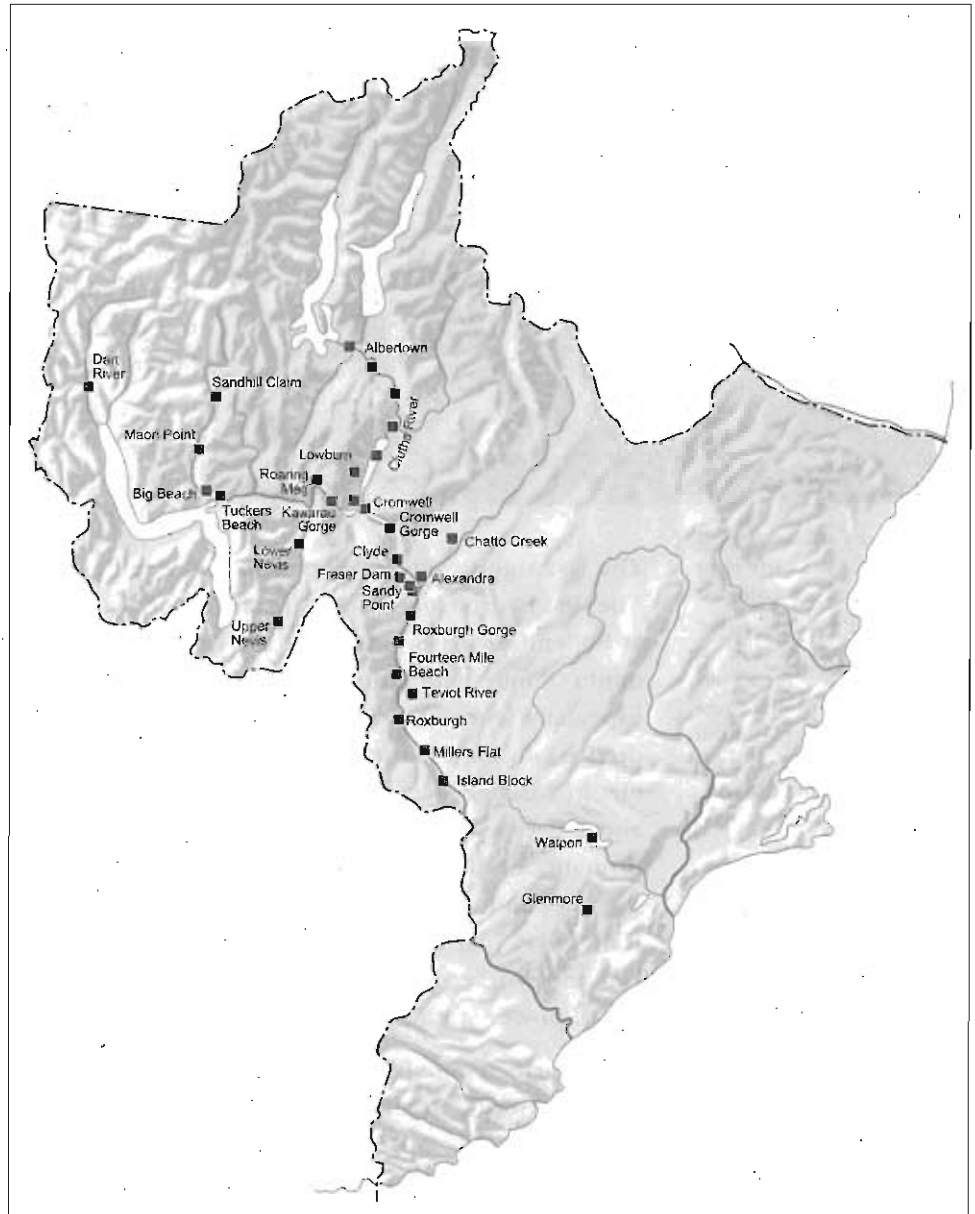 Albertown
Dart
River
Sandhill Claim
Clutha River
Maori Point
Lowburn
Roaring
Meg
Big Beach
Tuckers
Beach
Kawarau
Gorge
Cromwell
Cromwell
Gorge
Chatto Creek
Lower
Nevis
Clyde
Fraser Dam
Alexandra
Sandy
Point
Upper
Nevis
Roxburgh Gorge
Fourteen Mile
Beach
Teviot River
Roxburgh
Millers Flat
Island Block
Waipori
Glenmore